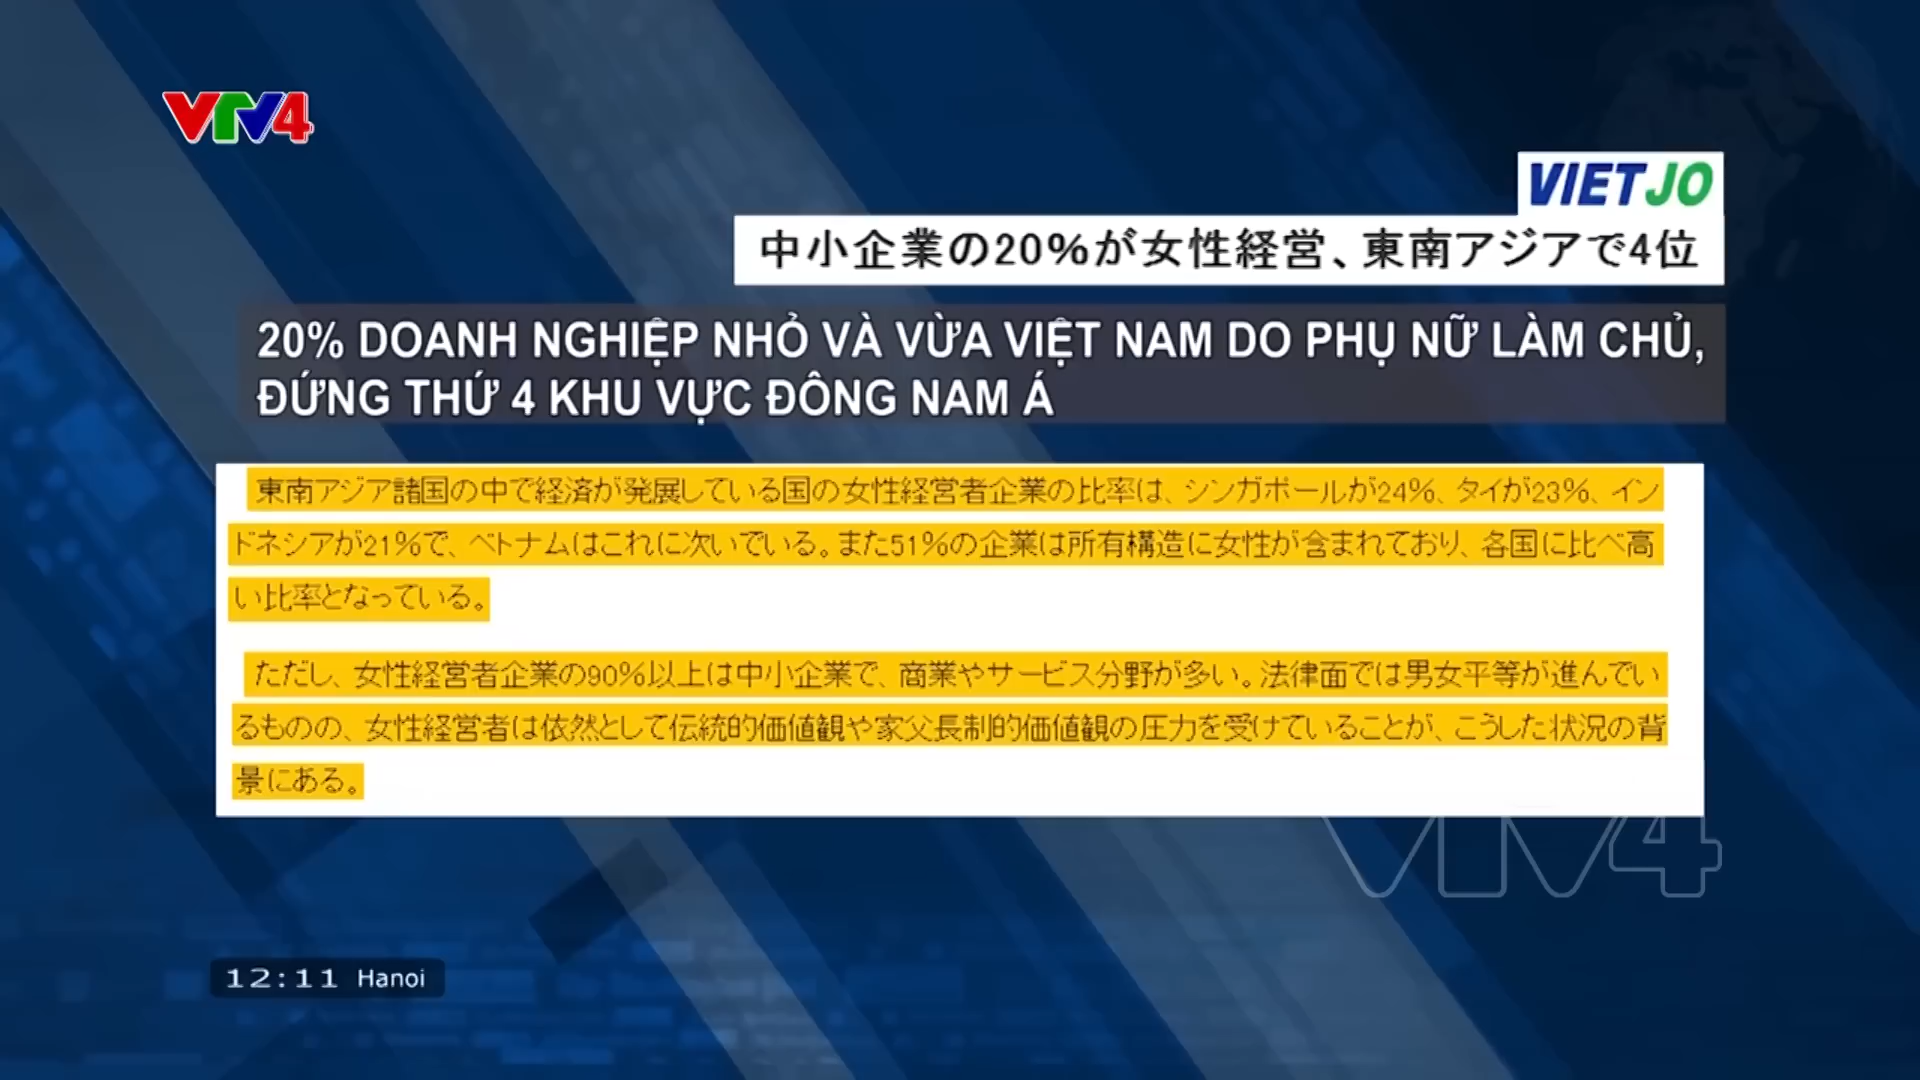 VTV4
VIETJO
中小企業の20%が女性経営、東南アジアで4位
20% DOANH NGHIỆP NHỎ VÀ VỪA VIỆT NAM DO PHỤ NỮ LÀM CHỦ,
ĐỨNG THỨ 4 KHU VỰC ĐÔNG NAM Á
東南アジア諸国の中で経済が発展している国の女性経営者企業の比率は、シンガポールが24%、タイが23%、イン
ドネシアが21%で、ベトナムはこれに次いでいる。また51%の企業は所有構造に女性が含まれており、各国に比べ高
い比率となっている。
ただし、女性経営者企業の90%以上は中小企業で、商業やサービス分野が多い。法律面では男女平等が進んでい
るものの、女性経営者は依然として伝統的価値観や家父長制的価値観の圧力を受けていることが、こうした状況の背
景にある。
VTV4
12:11 Hanoi